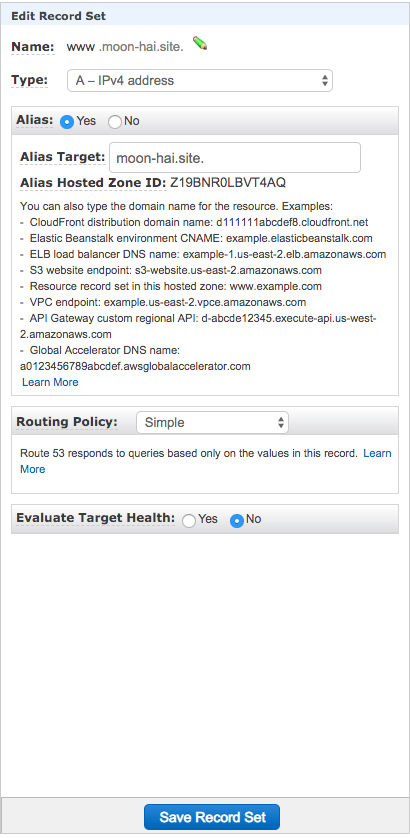 Edit Record Set
Name: www .moon-hai.site.
Type: A – IPv4 address
Alias: Yes No
Alias Target: moon-hai.site.
Alias Hosted Zone ID: Z19BNR0LBVT4AQ
You can also type the domain name for the resource. Examples:
- CloudFront distribution domain name: d111111abcdef8.cloudfront.net
- Elastic Beanstalk environment CNAME: example.elasticbeanstalk.com
- ELB load balancer DNS name: example-1.us-east-2.elb.amazonaws.com
- S3 website endpoint: s3-website.us-east-2.amazonaws.com
- Resource record set in this hosted zone: www.example.com
- VPC endpoint: example.us-east-2.vpce.amazonaws.com
- API Gateway custom regional API: d-abcde12345.execute-api.us-west-
2.amazonaws.com
- Global Accelerator DNS name:
a0123456789abcdef.awsglobalaccelerator.com
Learn More
Routing Policy: Simple
Route 53 responds to queries based only on the values in this record. Learn
More
Evaluate Target Health: Yes No
Save Record Set